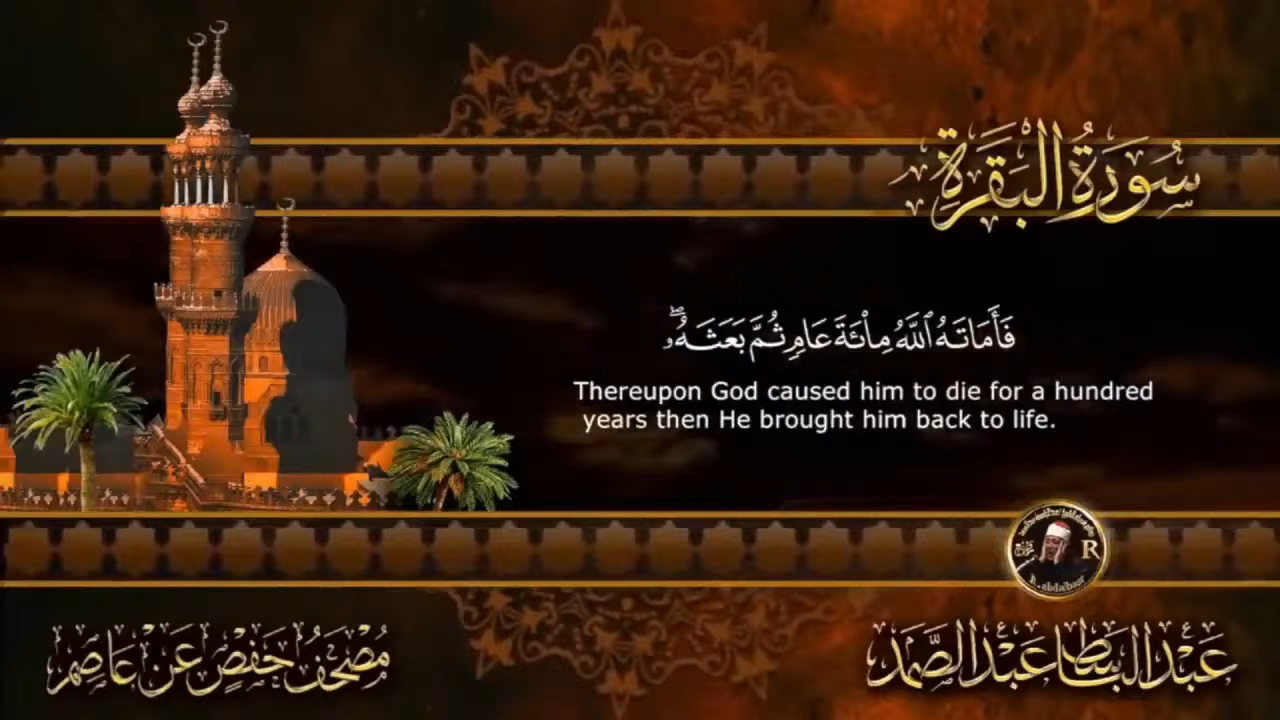 سُورَةُ الْبَقَرَةِ
فَأَمَاتَهُ ٱللَّهُ مِا۟ئَةَ عَامٍ ثُمَّ بَعَثَهُۥ ۖ
Thereupon God caused him to die for a hundred
years then He brought him back to life.
R
مُصْحَفُ حَفْصٍ عَنْ عَاصِمٍ
عَبْدُ الْبَاسِطِ عَبْدُ الصَّمَدِ